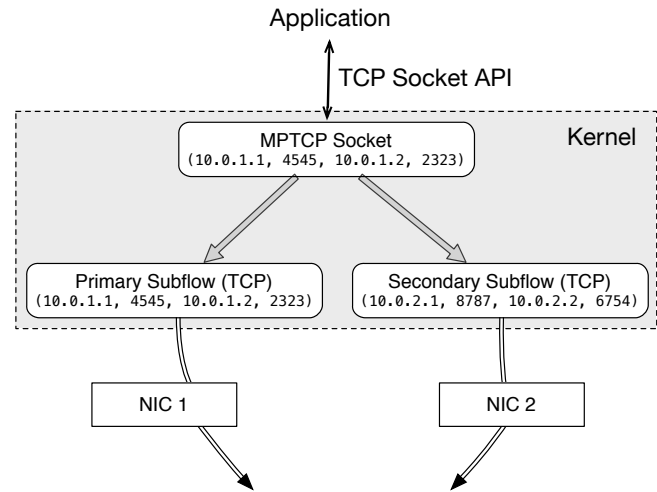 Application
TCP Socket API
Kernel
MPTCP Socket
(10.0.1.1, 4545, 10.0.1.2, 2323)
Primary Subflow (TCP)
(10.0.1.1, 4545, 10.0.1.2, 2323)
Secondary Subflow (TCP)
(10.0.2.1, 8787, 10.0.2.2, 6754)
NIC 1
NIC 2